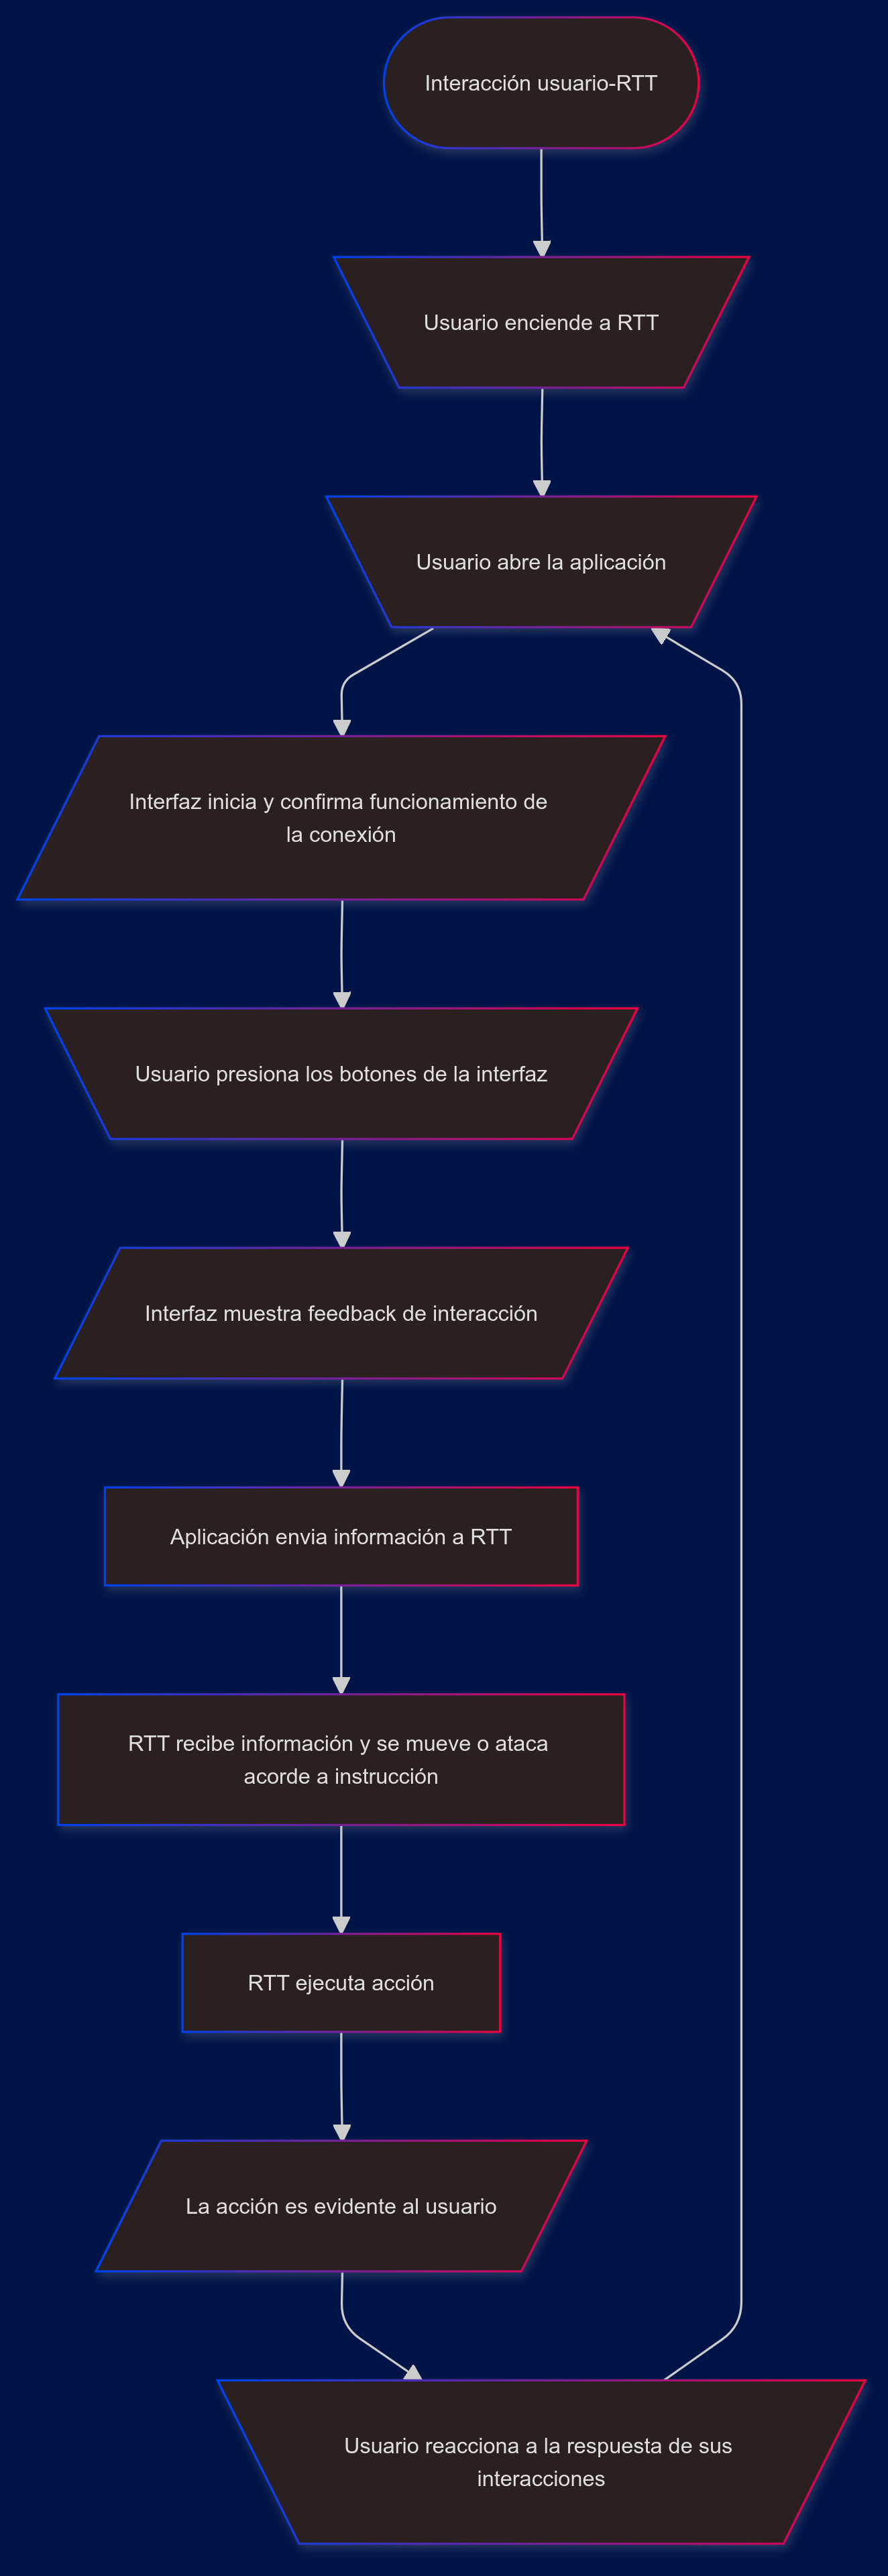 Interacción usuario-RTT
Usuario enciende a RTT
Usuario abre la aplicación
Interfaz inicia y confirma funcionamiento de
la conexión
Usuario presiona los botones de la interfaz
Interfaz muestra feedback de interacción
Aplicación envia información a RTT
RTT recibe información y se mueve o ataca
acorde a instrucción
RTT ejecuta acción
La acción es evidente al usuario
Usuario reacciona a la respuesta de sus
interacciones